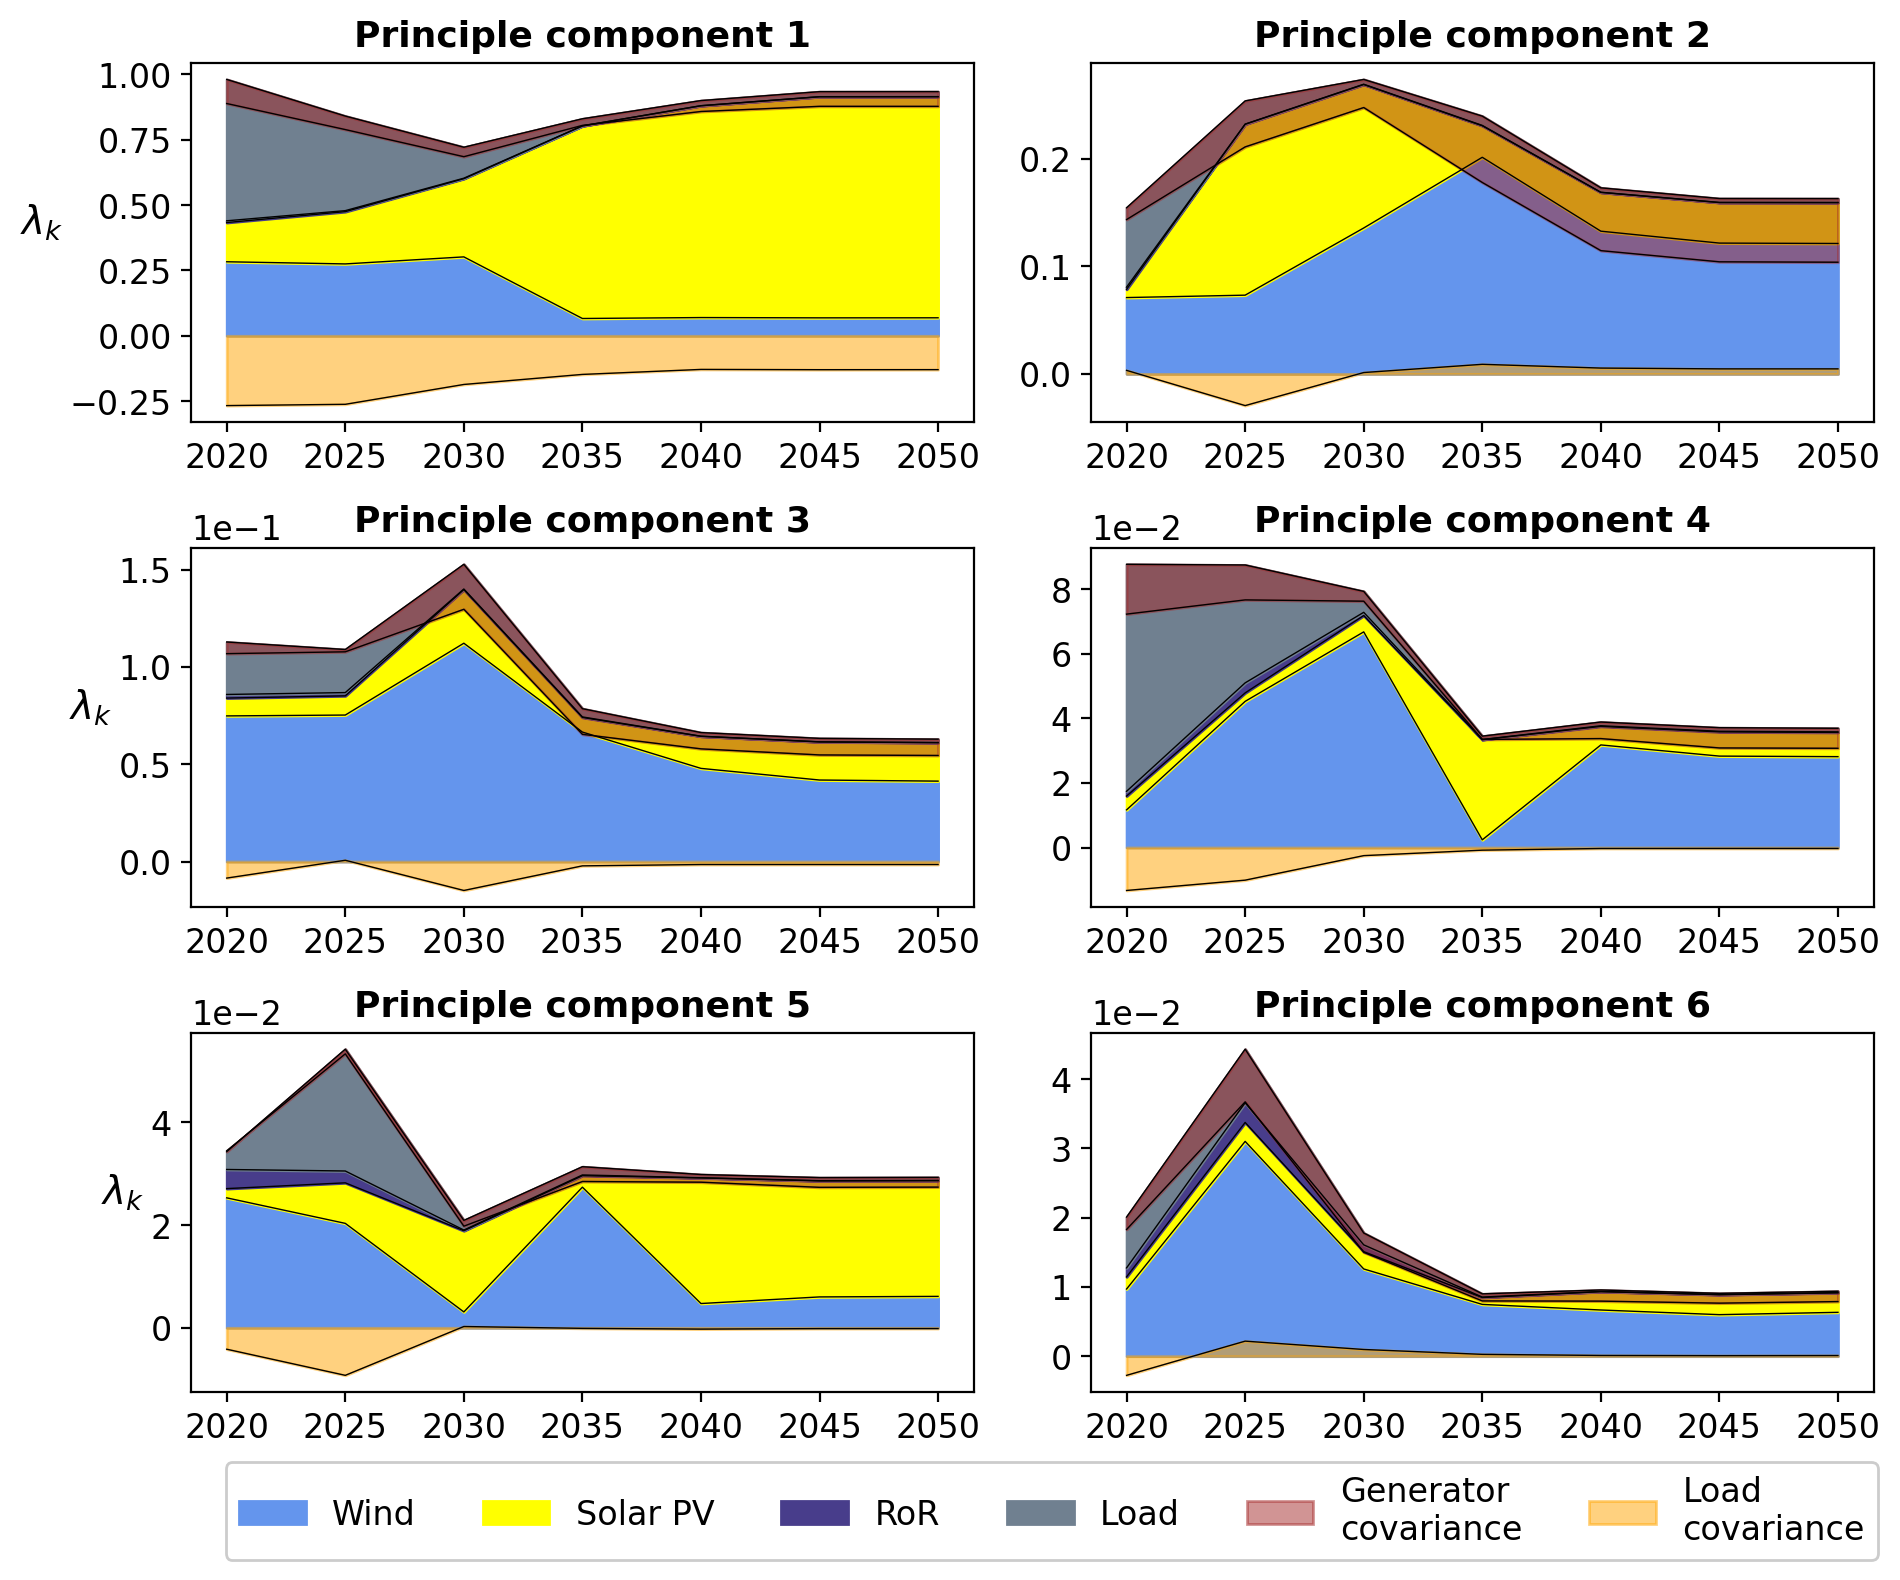 Principle component 1
Principle component 2
1.00
0.75
0.50
0.25
0.00
−0.25
λk
0.2
0.1
0.0
2020 2025 2030 2035 2040 2045 2050
2020 2025 2030 2035 2040 2045 2050
1e−1
Principle component 3
1e−2
Principle component 4
1.5
1.0
0.5
0.0
λk
8
6
4
2
0
2020 2025 2030 2035 2040 2045 2050
2020 2025 2030 2035 2040 2045 2050
1e−2
Principle component 5
1e−2
Principle component 6
4
2
0
λk
4
3
2
1
0
2020 2025 2030 2035 2040 2045 2050
2020 2025 2030 2035 2040 2045 2050
Wind
Solar PV
RoR
Load
Generator
covariance
Load
covariance